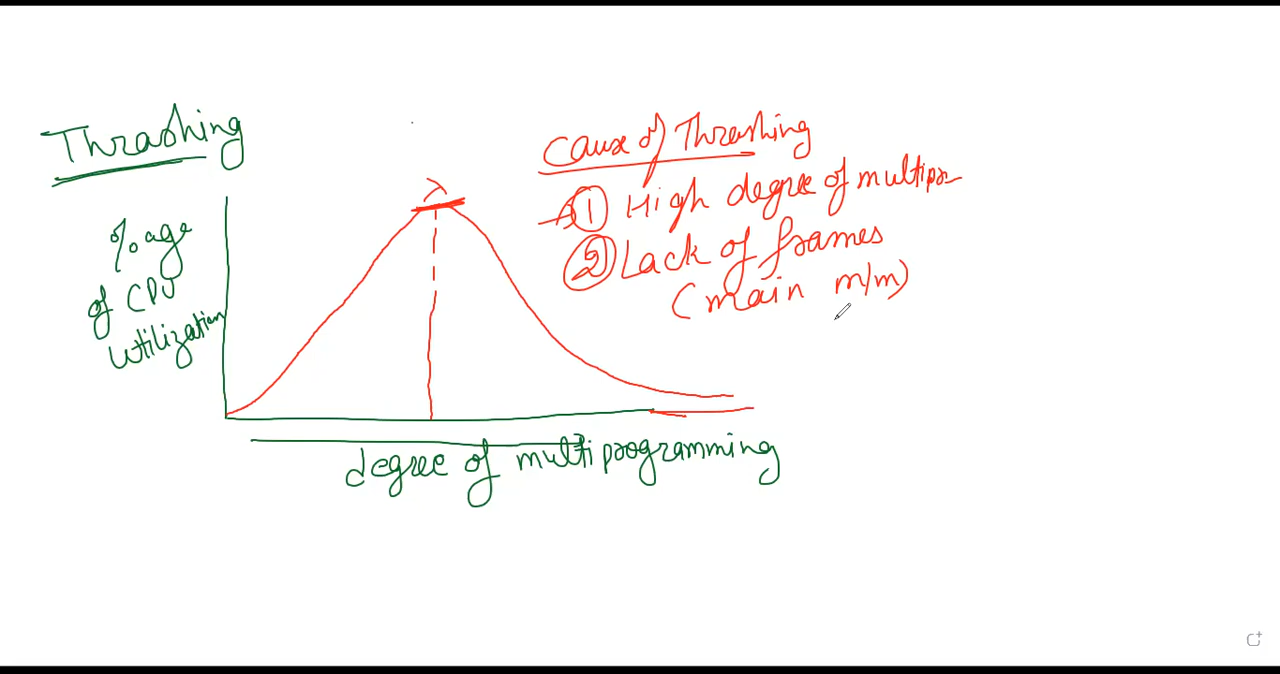 Thrashing
%age
of CPU
Utilization
degree of multiprogramming
Cause of Thrashing
① High degree of multipr
② Lack of frames
(main m/m)